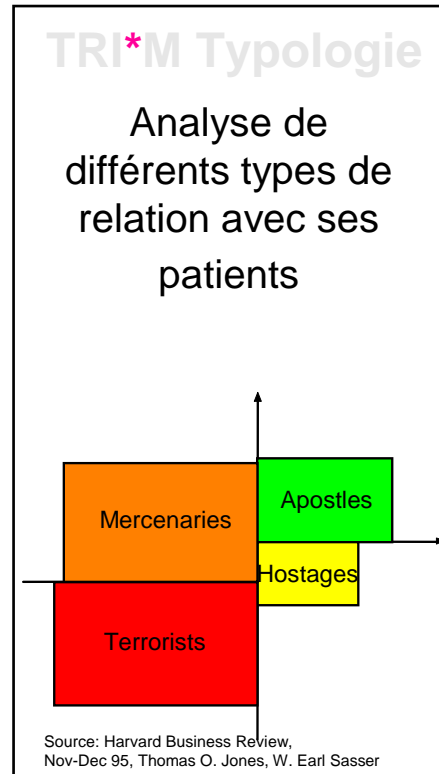 TRI*M Typologie
Analyse de
différents types de
relation avec ses
patients
Mercenaries
Apostles
Hostages
Terrorists
Source: Harvard Business Review,
Nov-Dec 95, Thomas O. Jones, W. Earl Sasser